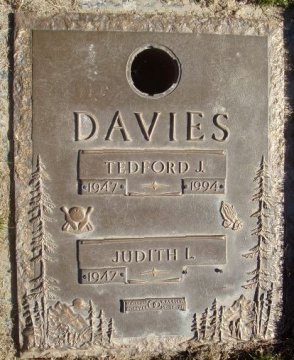 DAVIES
TEDFORD J.
1947 1994
JUDITH L.
1947